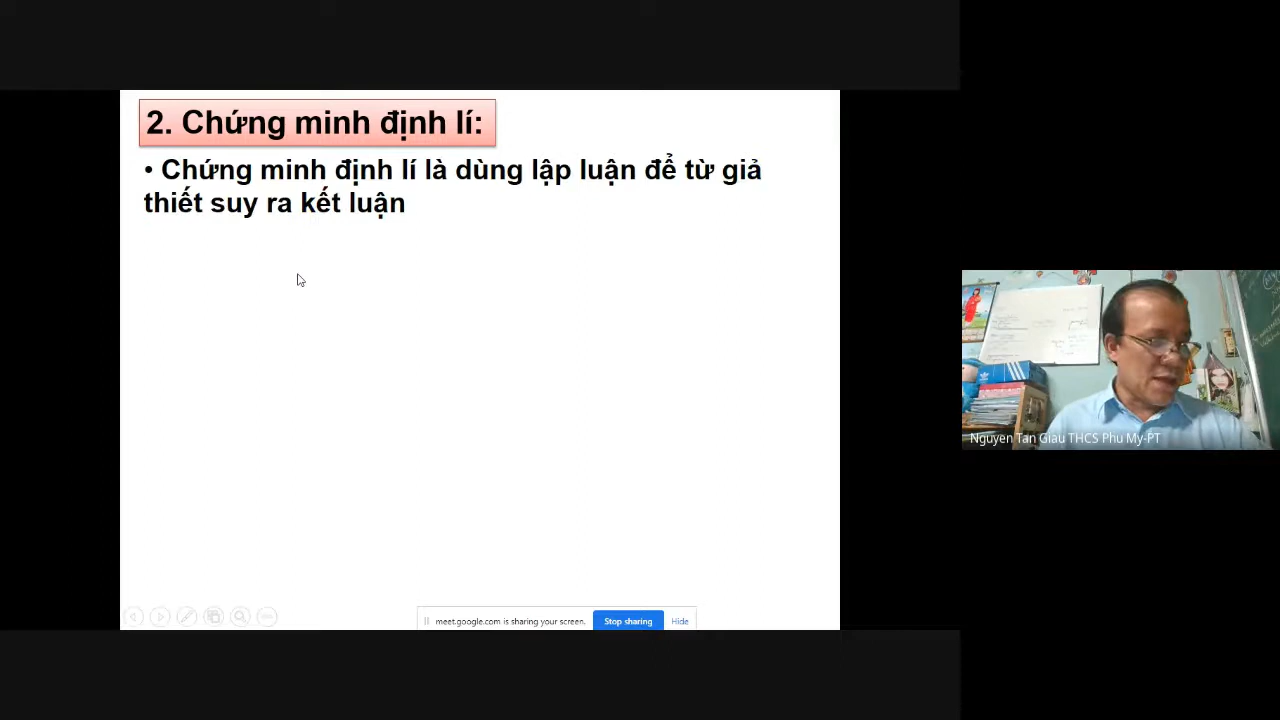 2. Chứng minh định lí:
• Chứng minh định lí là dùng lập luận để từ giả
thiết suy ra kết luận
Nguyen Tan Giau THCS Phu My-PT
meet.google.com is sharing your screen.
Stop sharing
Hide